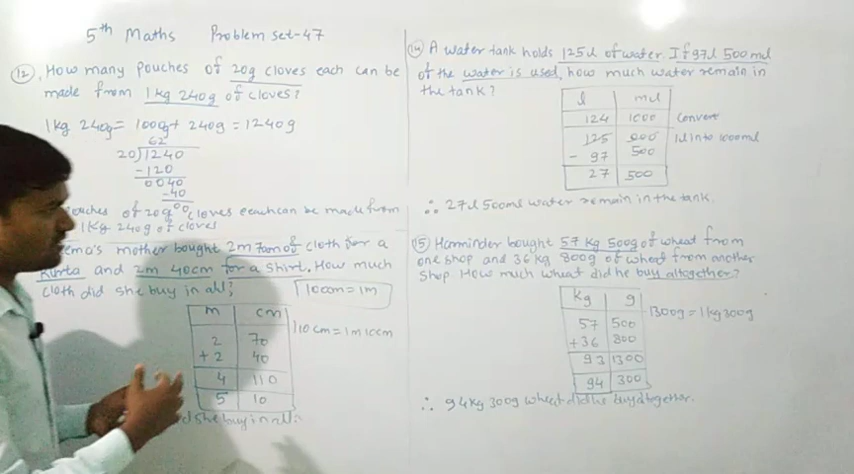 5th Maths Problem set-47
12) How many pouches of 20g cloves each can be
made from 1kg 240g of cloves?
1kg 240g = 1000g + 240g = 1240g
62
20)1240
-120
0040
-40
00
of 20g cloves each can be made from
1kg 240g of cloves
mother bought 2m 70cm of cloth for a
Kurta and 2m 40cm for a shirt. How much
cloth did she buy in all?
100cm = 1m
m cm
110cm = 1m 10cm
2 70
+ 2 40
4 110
5 10
she buy in all.
14) A water tank holds 125l of water. If 97l 500ml
of the water is used, how much water remain in
the tank?
l ml
124 1000 Convert
125 000 1l into 1000ml
- 97 500
27 500
∴ 27l 500ml water remain in the tank.
15) Harminder bought 57 kg 500g of wheat from
one shop and 36 kg 800g of wheat from another
shop. How much wheat did he buy altogether?
Kg g
1300g = 1kg 300g
57 500
+36 800
93 1300
94 300
∴ 94kg 300g wheat did he buy altogether.